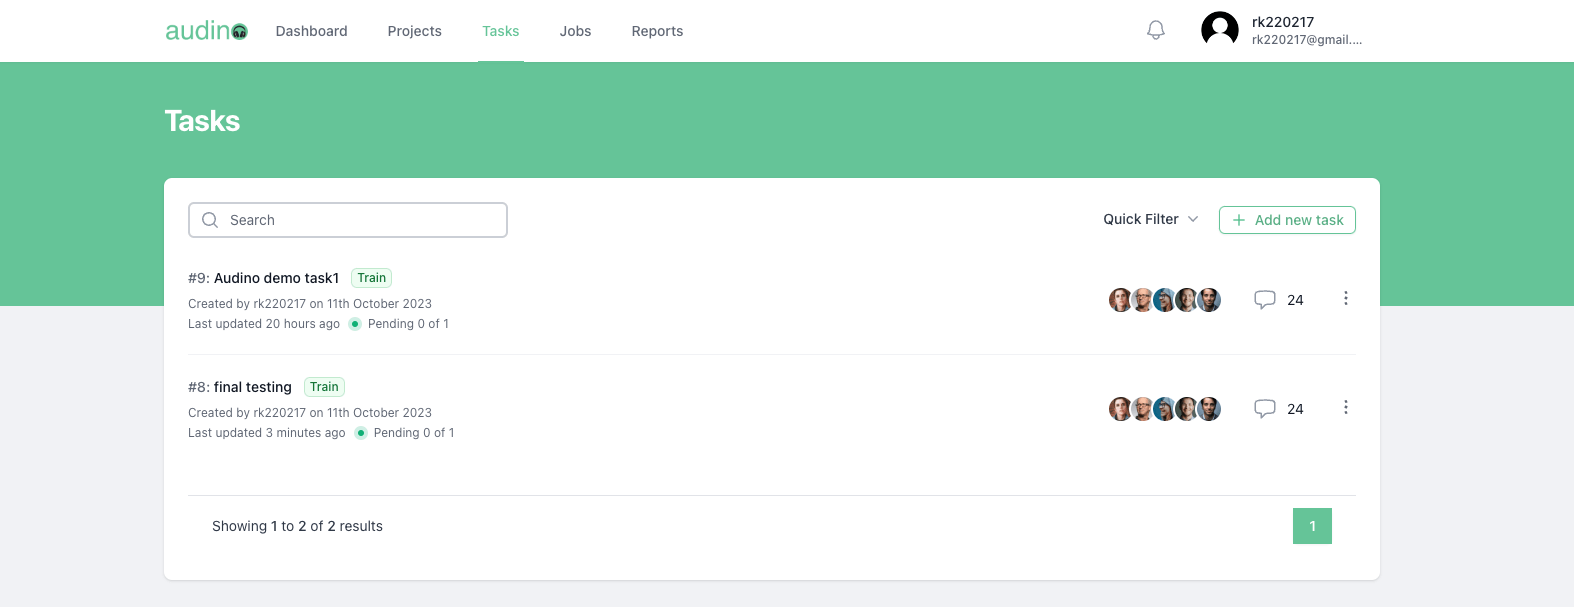 audino Dashboard Projects Tasks Jobs Reports rk220217
rk220217@gmail....
Tasks
Search Quick Filter Add new task
#9: Audino demo task1 Train
Created by rk220217 on 11th October 2023
Last updated 20 hours ago Pending 0 of 1
24
#8: final testing Train
Created by rk220217 on 11th October 2023
Last updated 3 minutes ago Pending 0 of 1
24
Showing 1 to 2 of 2 results 1